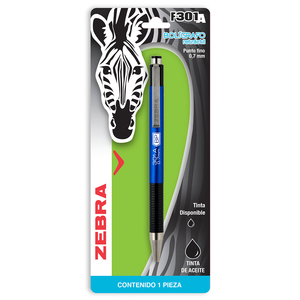 F301A
BOLÍGRAFO
Punto fino
0.7 mm
ZEBRA
Tinta
Disponible
TINTA
DE ACEITE
CONTENIDO 1 PIEZA